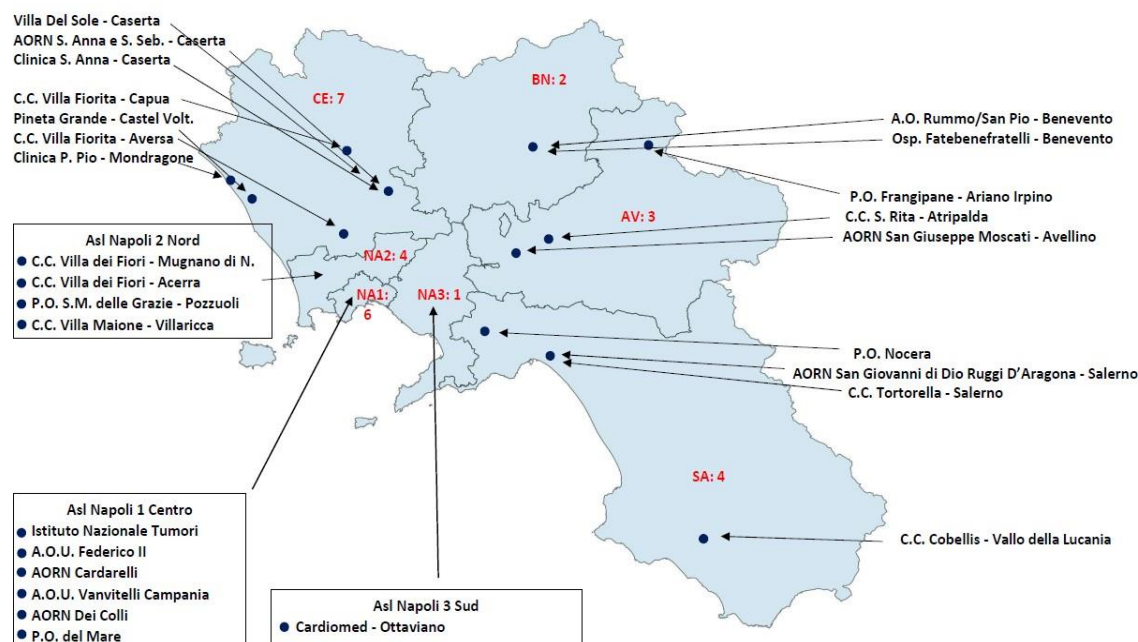 Villa Del Sole - Caserta
AORN S. Anna e S. Seb. - Caserta
Clinica S. Anna - Caserta
C.C. Villa Fiorita - Capua
Pineta Grande - Castel Volt.
C.C. Villa Fiorita - Aversa
Clinica P. Pio - Mondragone
CE: 7
BN: 2
A.O. Rummo/San Pio - Benevento
Osp. Fatebenefratelli - Benevento
P.O. Frangipane - Ariano Irpino
C.C. S. Rita - Atripalda
AORN San Giuseppe Moscati - Avellino
AV: 3
Asl Napoli 2 Nord
C.C. Villa dei Fiori - Mugnano di N.
C.C. Villa dei Fiori - Acerra
P.O. S.M. delle Grazie - Pozzuoli
C.C. Villa Maione - Villaricca
NA2: 4
NA1:
6
NA3: 1
P.O. Nocera
AORN San Giovanni di Dio Ruggi D'Aragona - Salerno
C.C. Tortorella - Salerno
SA: 4
C.C. Cobellis - Vallo della Lucania
Asl Napoli 1 Centro
Istituto Nazionale Tumori
A.O.U. Federico II
AORN Cardarelli
A.O.U. Vanvitelli Campania
AORN Dei Colli
P.O. del Mare
Asl Napoli 3 Sud
Cardiomed - Ottaviano